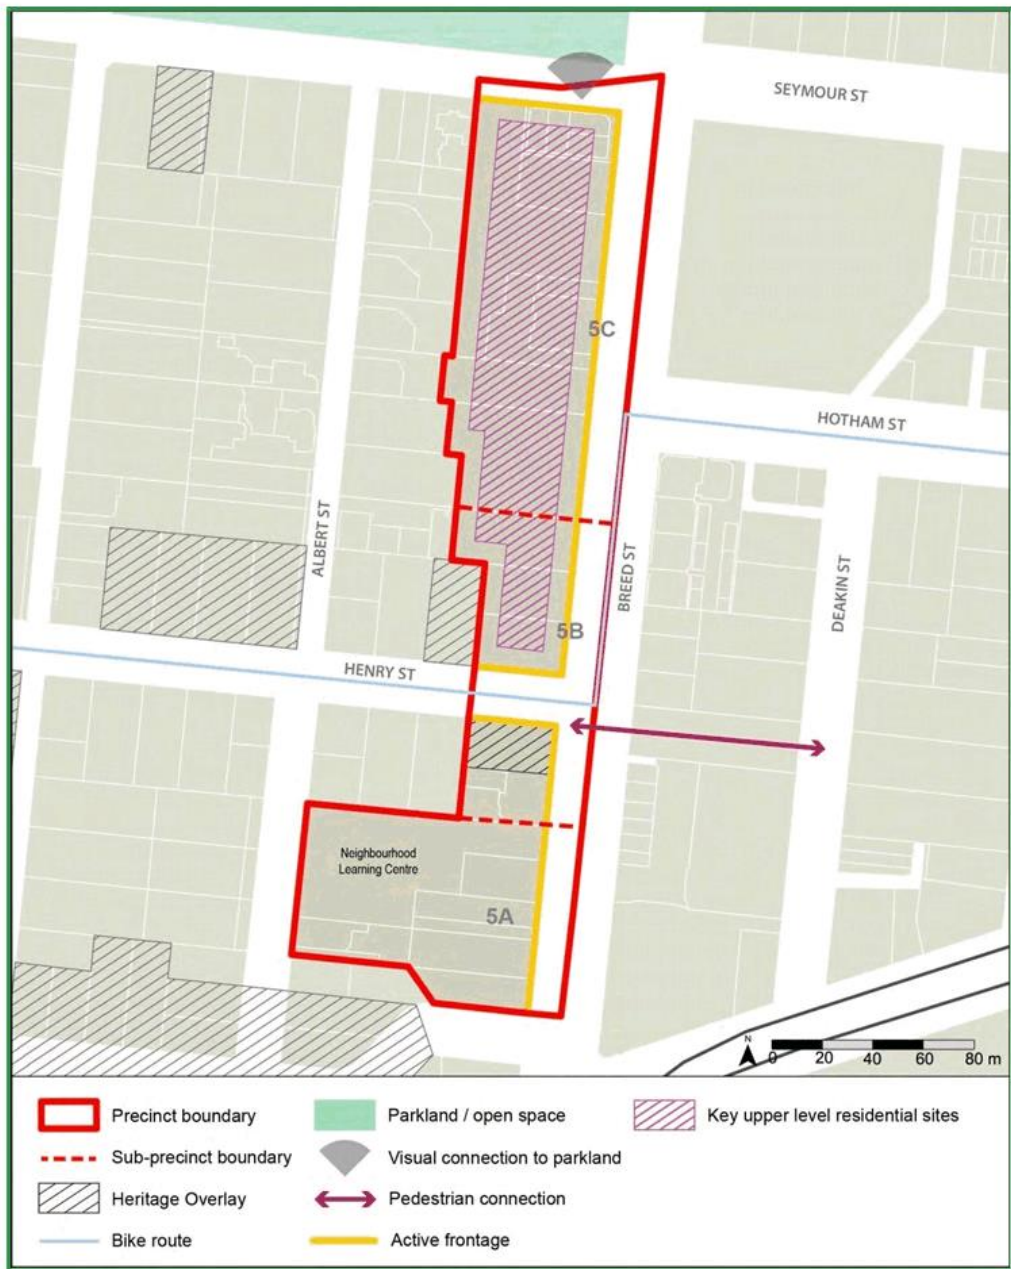 SEYMOUR ST
5C
HOTHAM ST
ALBERT ST
BREED ST
DEAKIN ST
5B
HENRY ST
Neighbourhood
Learning Centre
5A
N
0 20 40 60 80 m
Precinct boundary
Parkland / open space
Key upper level residential sites
Sub-precinct boundary
Visual connection to parkland
Heritage Overlay
Pedestrian connection
Bike route
Active frontage